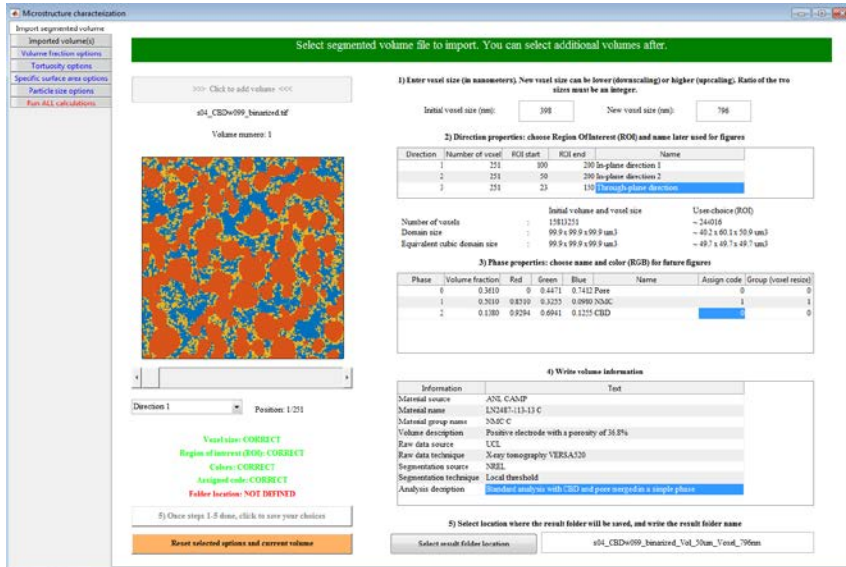 Microstructure characterization
Import segmented volume
Imported volume(s)
Volume fraction options
Tortuosity options
Specific surface area options
Particle size options
Run ALL calculations
Select segmented volume file to import. You can select additional volumes after.
>>> Click to add volume <<<
s04_CBDw099_binarized.tif
Volume numero: 1
Direction 1
Position: 1/251
Voxel size: CORRECT
Region of interest (ROI): CORRECT
Colors: CORRECT
Assigned code: CORRECT
Folder location: NOT DEFINED
5) Once steps 1-5 done, click to save your choices
Reset selected options and current volume
1) Enter voxel size (in nanometers). New voxel size can be lower (downscaling) or higher (upscaling). Ratio of the two
sizes must be an integer.
Initial voxel size (nm): 398 New voxel size (nm): 796
2) Direction properties: choose Region Of Interest (ROI) and name later used for figures
Direction Number of voxel ROI start ROI end Name
1 251 100 200 In-plane direction 1
2 251 50 200 In-plane direction 2
3 251 23 150 Through-plane direction
Initial volume and voxel size User-choice (ROI)
Number of voxels : 15813251 ~ 244016
Domain size : 99.9 x 99.9 x 99.9 um3 ~ 40.2 x 60.1 x 50.9 um3
Equivalent cubic domain size : 99.9 x 99.9 x 99.9 um3 ~ 49.7 x 49.7 x 49.7 um3
3) Phase properties: choose name and color (RGB) for future figures
Phase Volume fraction Red Green Blue Name Assign code Group (voxel resize)
0 0.3610 0 0.4471 0.7412 Pore 0 0
1 0.5010 0.8510 0.3255 0.0980 NMC 1 1
2 0.1380 0.9294 0.6941 0.1255 CBD 0 0
4) Write volume information
Information Text
Material source ANL CAMP
Material name LN2487-113-13 C
Material group name NMC C
Volume description Positive electrode with a porosity of 36.8%
Raw data source UCL
Raw data technique X-ray tomography VERSA520
Segmentation source NREL
Segmentation technique Local threshold
Analysis decription Standard analysis with CBD and pore merged in a simple phase
5) Select location where the result folder will be saved, and write the result folder name
Select result folder location s04_CBDw099_binarized_Vol_50um_Voxel_796nm